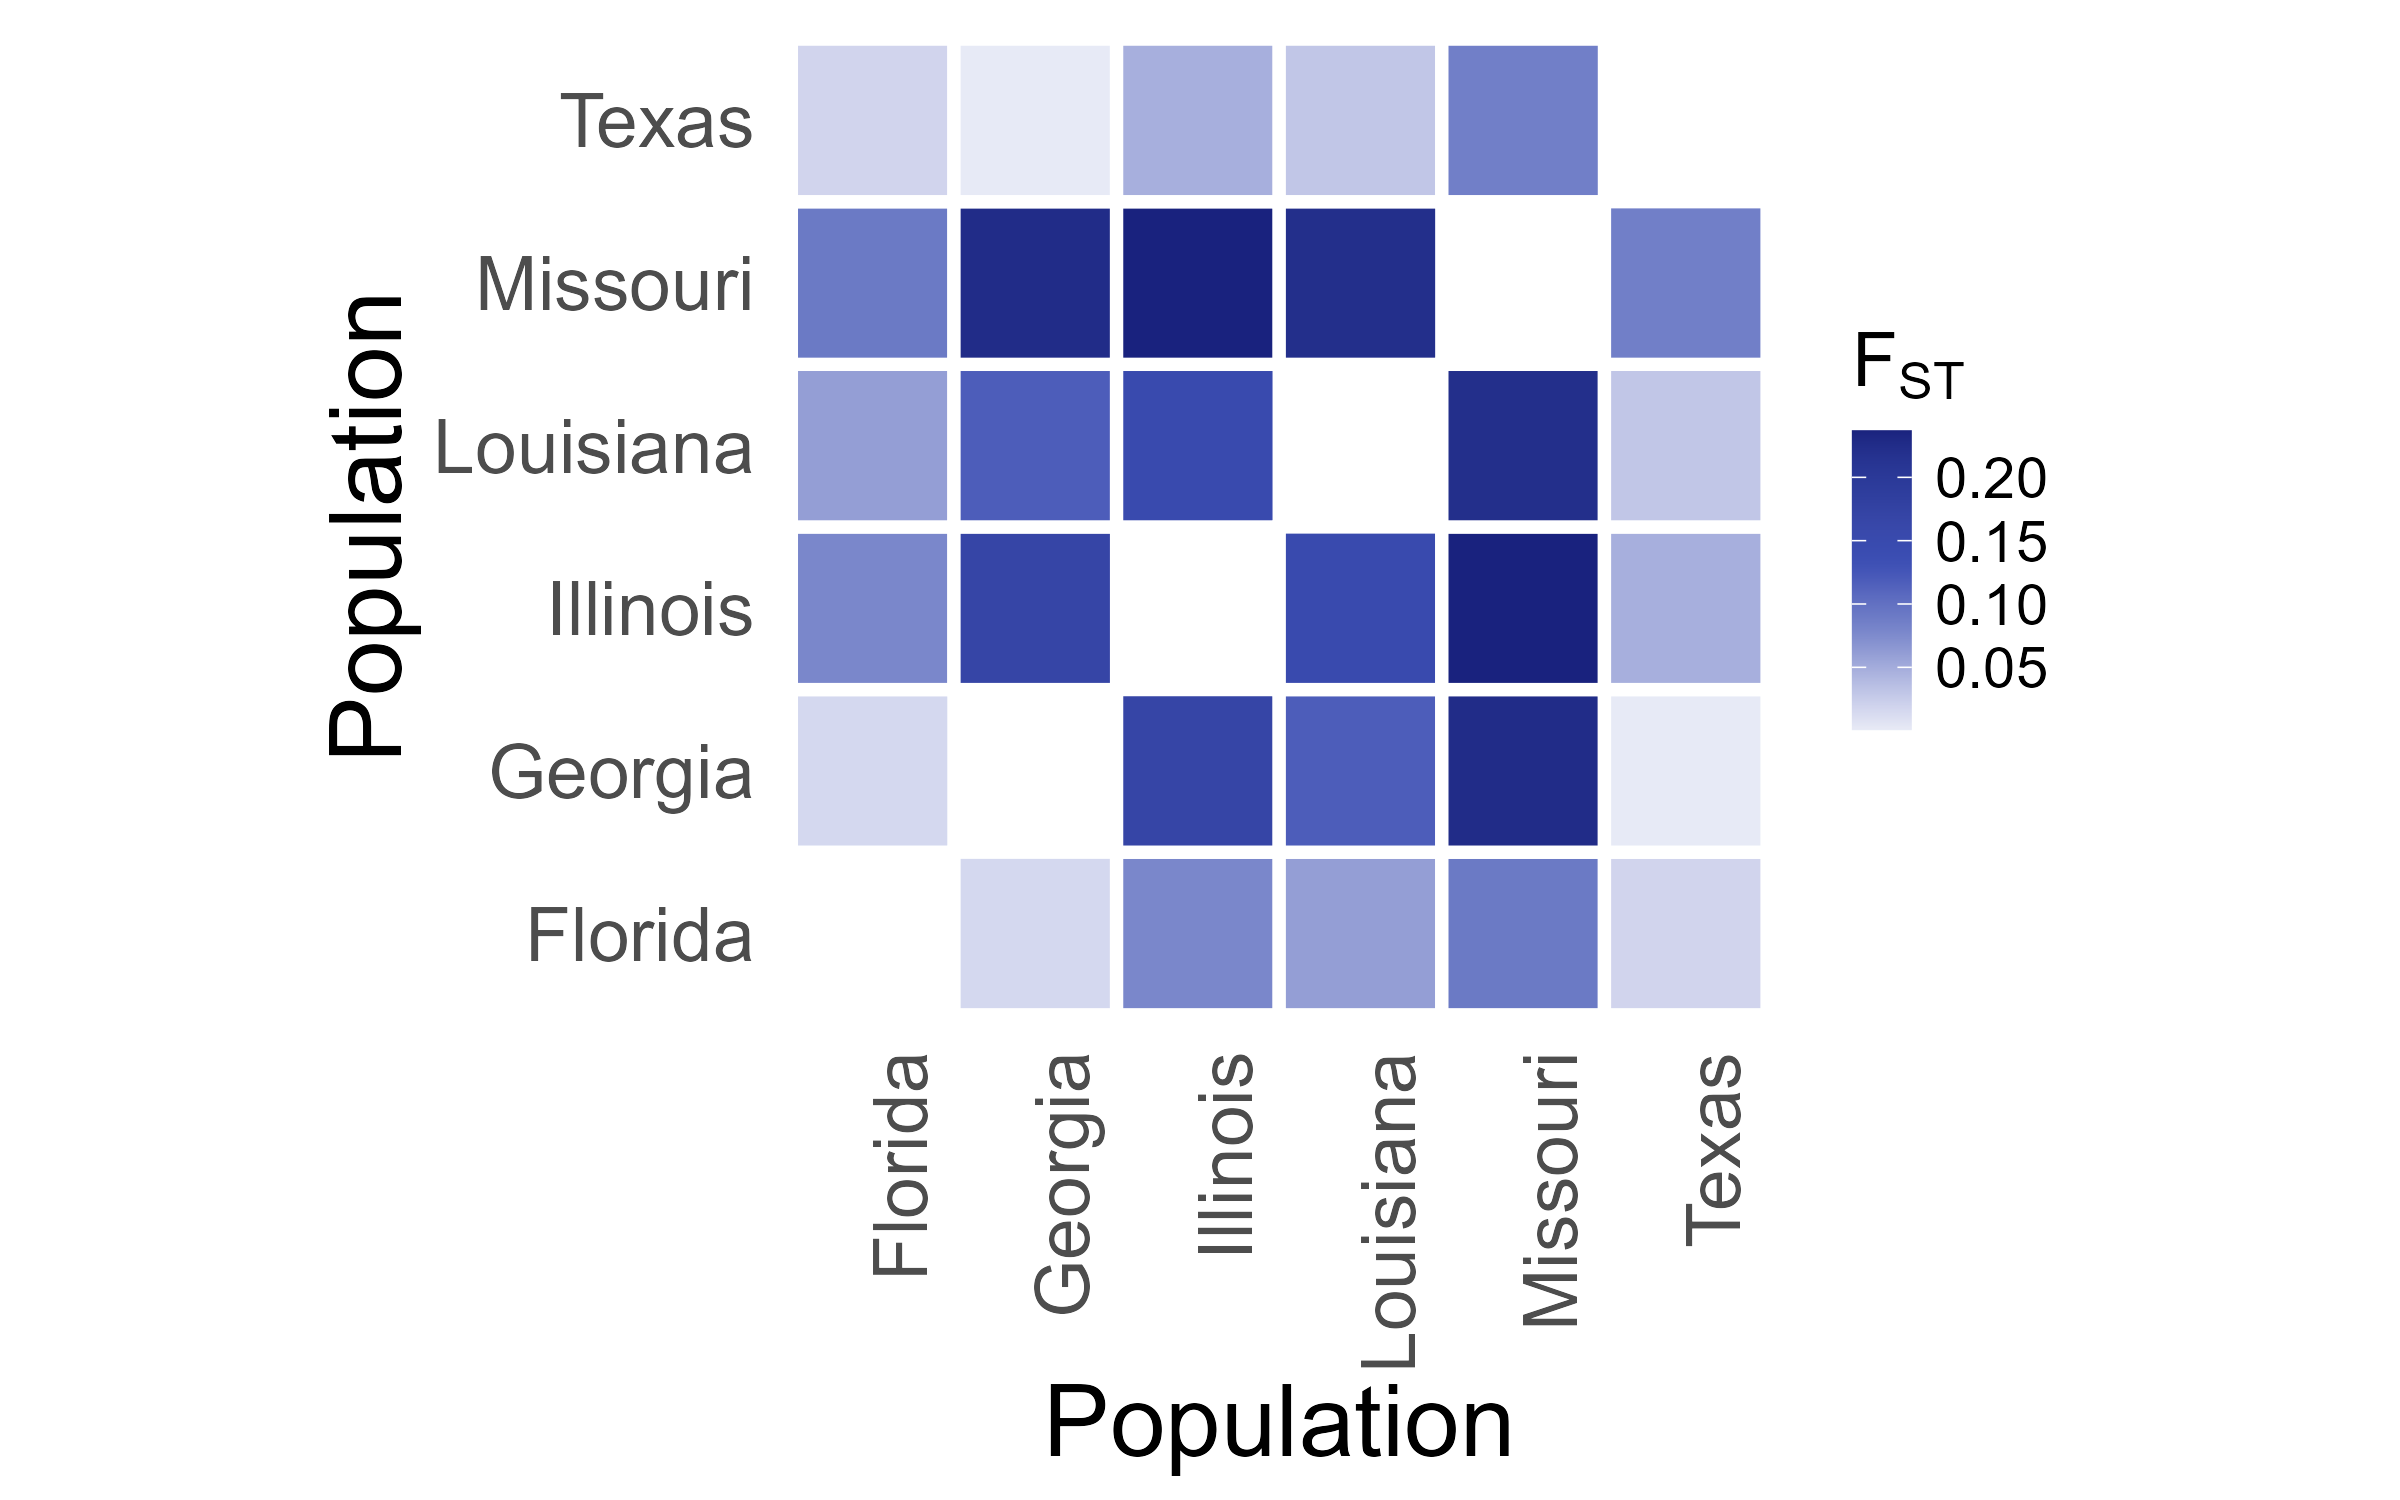 Population
Texas
Missouri
Louisiana
Illinois
Georgia
Florida
Florida
Georgia
Illinois
Louisiana
Missouri
Texas
Population
FST
0.20
0.15
0.10
0.05